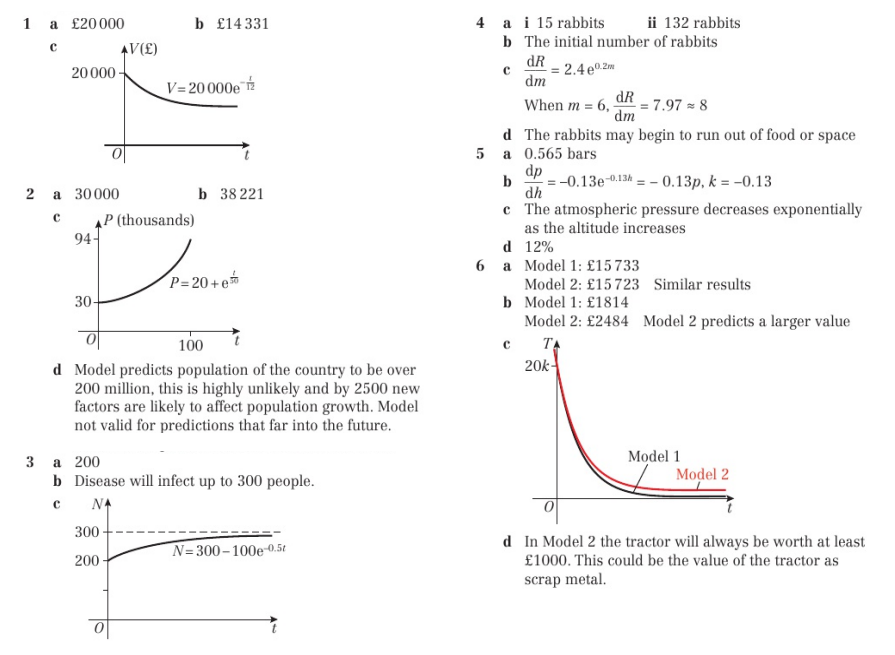 1 a £20 000 b £14 331
c V(£)
20 000
V = 20 000e^{-t/12}
O t
2 a 30 000 b 38 221
c P (thousands)
94
P = 20 + e^{t/50}
30
O 100 t
d Model predicts population of the country to be over
200 million, this is highly unlikely and by 2500 new
factors are likely to affect population growth. Model
not valid for predictions that far into the future.
3 a 200
b Disease will infect up to 300 people.
c N
300
N = 300 – 100e^{-0.5t}
200
O t
4 a i 15 rabbits ii 132 rabbits
b The initial number of rabbits
c dR/dm = 2.4e^{0.2m}
When m = 6, dR/dm = 7.97 ≈ 8
d The rabbits may begin to run out of food or space
5 a 0.565 bars
b dp/dh = –0.13e^{-0.13h} = – 0.13p, k = –0.13
c The atmospheric pressure decreases exponentially
as the altitude increases
d 12%
6 a Model 1: £15 733
Model 2: £15 723 Similar results
b Model 1: £1814
Model 2: £2484 Model 2 predicts a larger value
c T
20k
Model 1
Model 2
O t
d In Model 2 the tractor will always be worth at least
£1000. This could be the value of the tractor as
scrap metal.